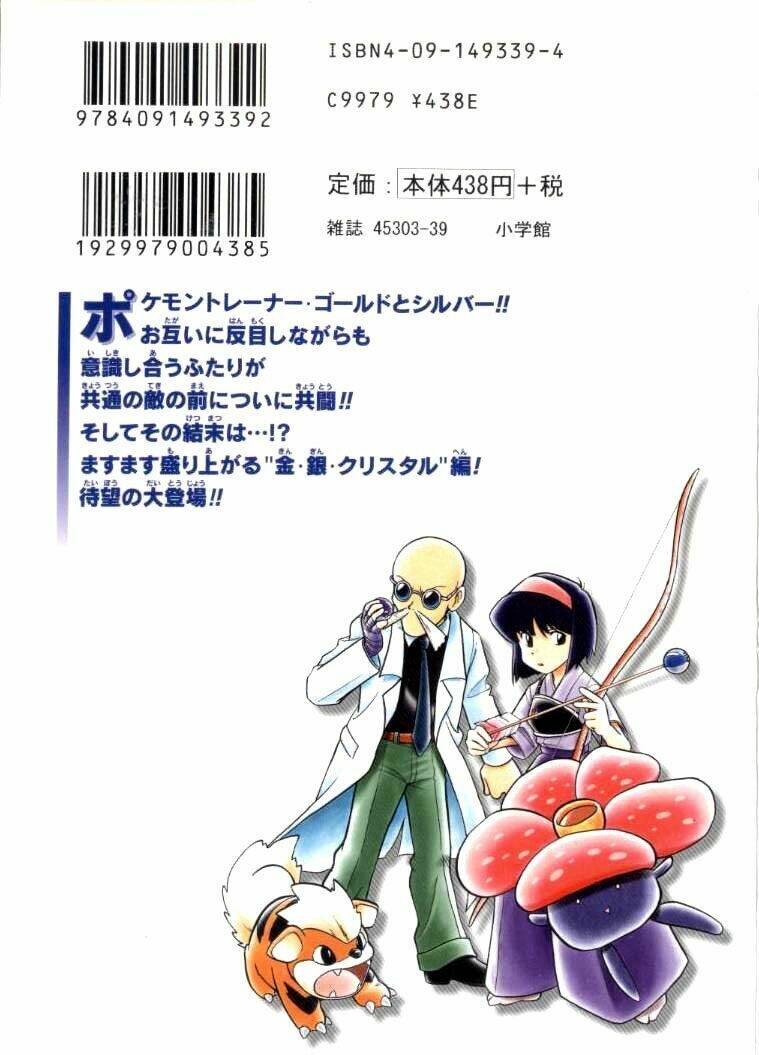 ISBN4-09-149339-4
9784091493392
C9979 ¥438E
定価：本体438円＋税
1929979004385
雑誌 45303-39 小学館
ポケモントレーナー・ゴールドとシルバー!!
お互いに反目しながらも
意識し合うふたりが
共通の敵の前についに共闘!!
そしてその結末は…!?
ますます盛り上がる"金・銀・クリスタル"編!
待望の大登場!!